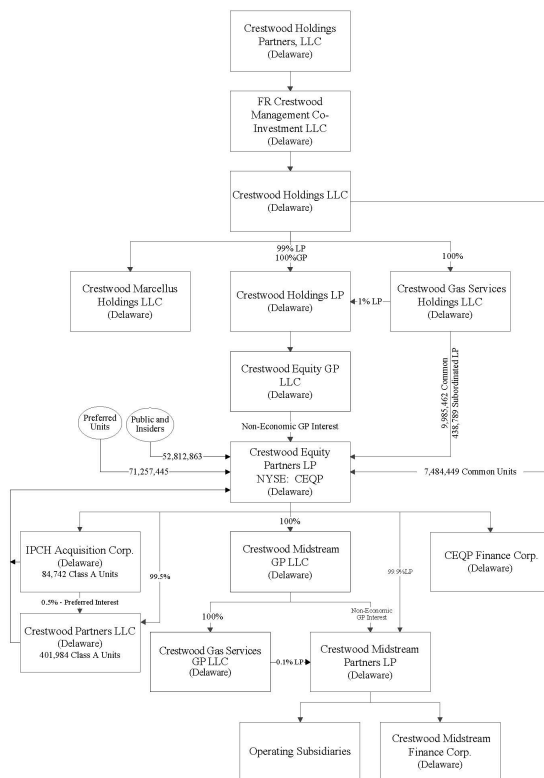 Crestwood Holdings
Partners, LLC
(Delaware)
FR Crestwood
Management Co-
Investment LLC
(Delaware)
Crestwood Holdings LLC
(Delaware)
99% LP
100%GP
100%
Crestwood Marcellus
Holdings LLC
(Delaware)
Crestwood Holdings LP
(Delaware)
1% LP
Crestwood Gas Services
Holdings LLC
(Delaware)
Crestwood Equity GP
LLC
(Delaware)
9,985,462 Common
438,789 Subordinated LP
Non-Economic GP Interest
Preferred
Units
Public and
Insiders
52,812,863
71,257,445
Crestwood Equity
Partners LP
NYSE: CEQP
(Delaware)
7,484,449 Common Units
100%
IPCH Acquisition Corp.
(Delaware)
84,742 Class A Units
99.5%
Crestwood Midstream
GP LLC
(Delaware)
99.9%LP
CEQP Finance Corp.
(Delaware)
0.5% - Preferred Interest
Crestwood Partners LLC
(Delaware)
401,984 Class A Units
100%
Non-Economic
GP Interest
Crestwood Gas Services
GP LLC
(Delaware)
0.1% LP
Crestwood Midstream
Partners LP
(Delaware)
Operating Subsidiaries
Crestwood Midstream
Finance Corp.
(Delaware)